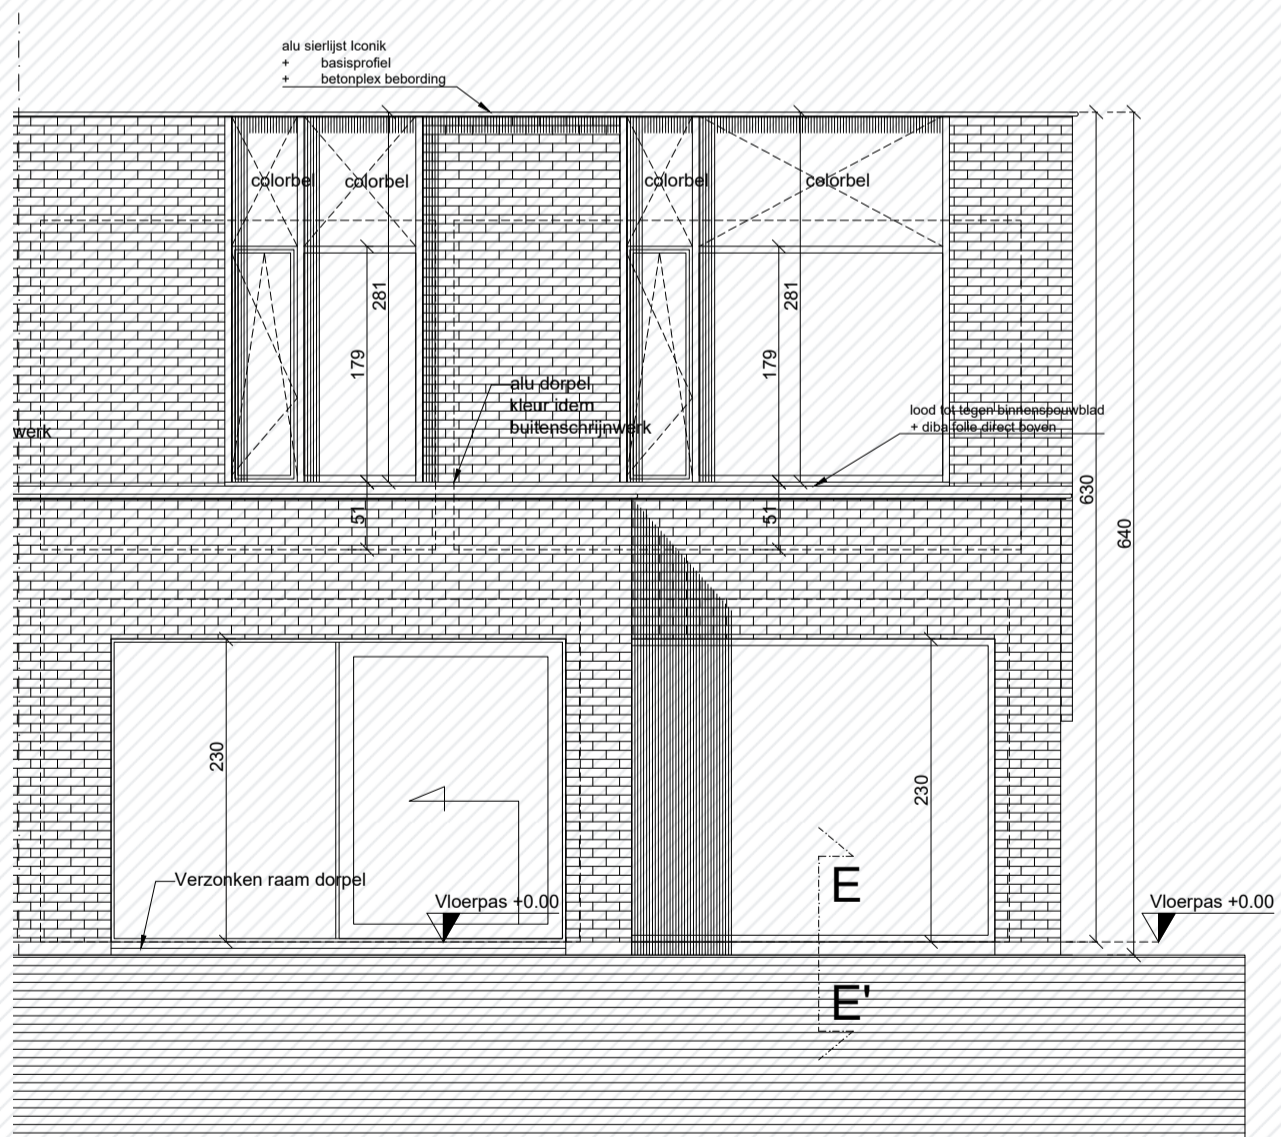 alu sierlijst Iconik
+ basisprofiel
+ betonplex bebording
colorbel
colorbel
colorbel
colorbel
281
281
179
179
alu dorpel
kleur idem
buitenschrijnwerk
lood tot tegen binnenspouwblad
+ diba folie direct boven
werk
630
640
51
51
230
230
Verzonken raam dorpel
Vloerpas +0.00
E
Vloerpas +0.00
E'